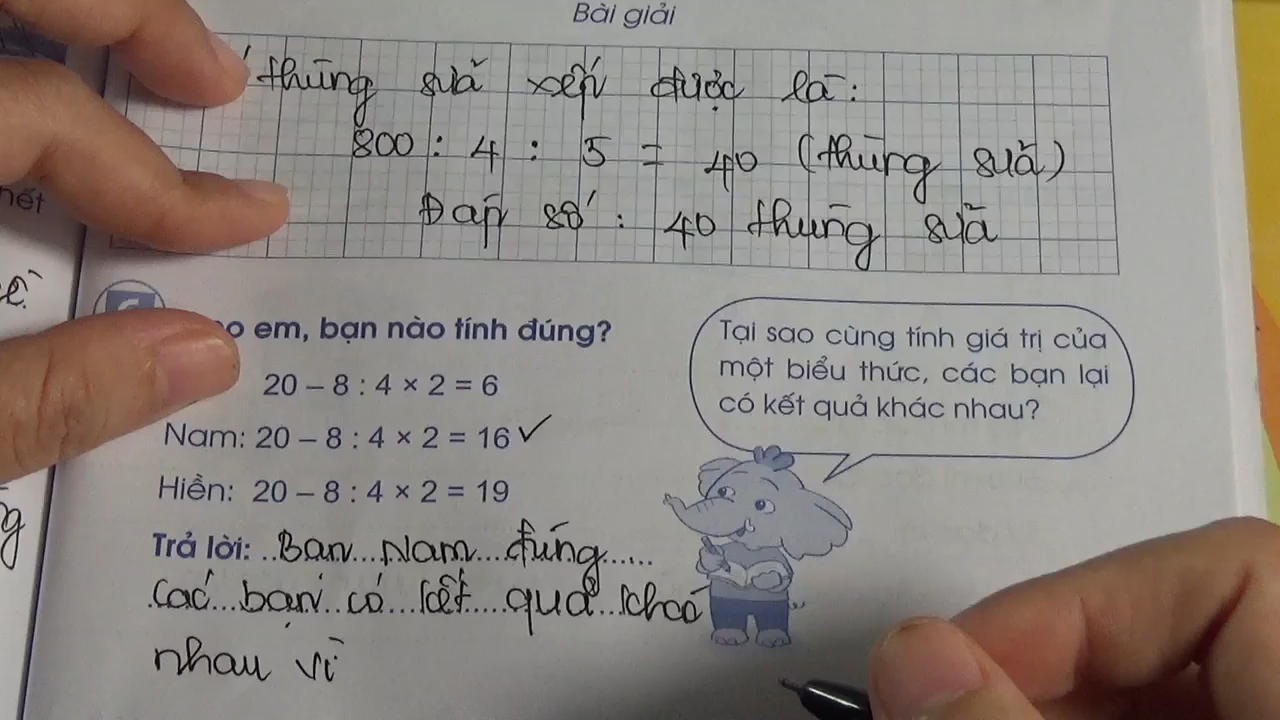 Bài giải
thùng sữa xếp được là:
800 : 4 : 5 = 40 (thùng sữa)
Đáp số : 40 thùng sữa
em, bạn nào tính đúng?
20 – 8 : 4 × 2 = 6
Nam: 20 – 8 : 4 × 2 = 16 ✓
Hiền: 20 – 8 : 4 × 2 = 19
Tại sao cùng tính giá trị của
một biểu thức, các bạn lại
có kết quả khác nhau?
Trả lời: Bạn Nam đúng
Các bạn có kết quả khác
nhau vì